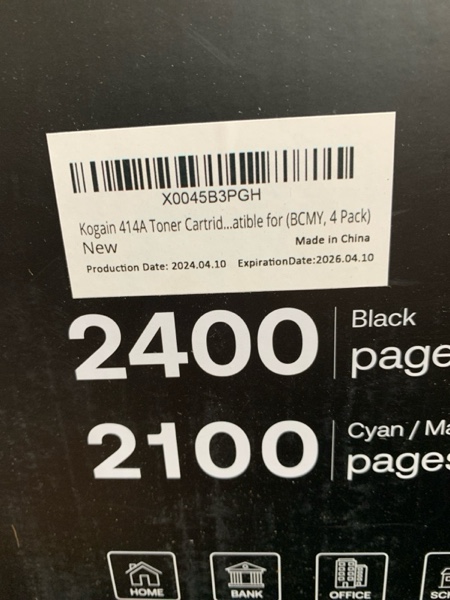 X0045B3PGH
Kogain 414A Toner Cartrid...atible for (BCMY, 4 Pack)
New
Made in China
Production Date: 2024.04.10 ExpirationDate:2026.04.10
2400
Black
page
2100
Cyan / Ma
pages
HOME
BANK
OFFICE
SCH